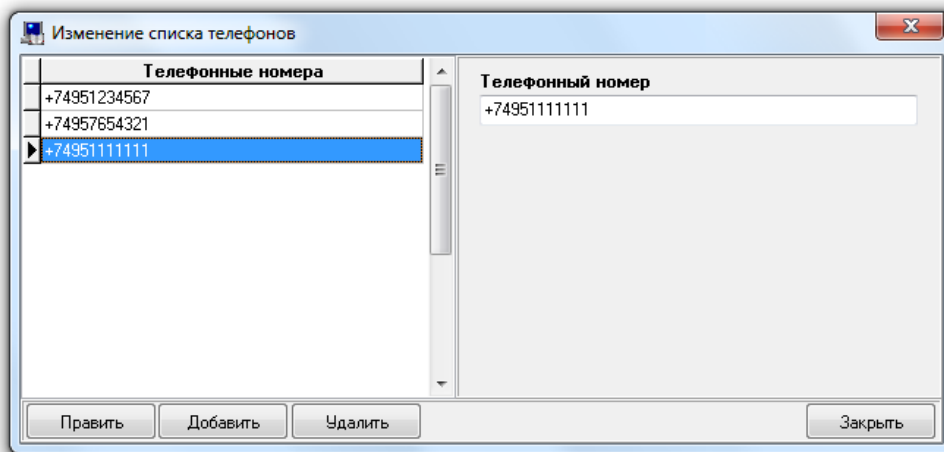 Изменение списка телефонов
Телефонные номера
+74951234567
+74957654321
+74951111111
Телефонный номер
+74951111111
Править
Добавить
Удалить
Закрыть